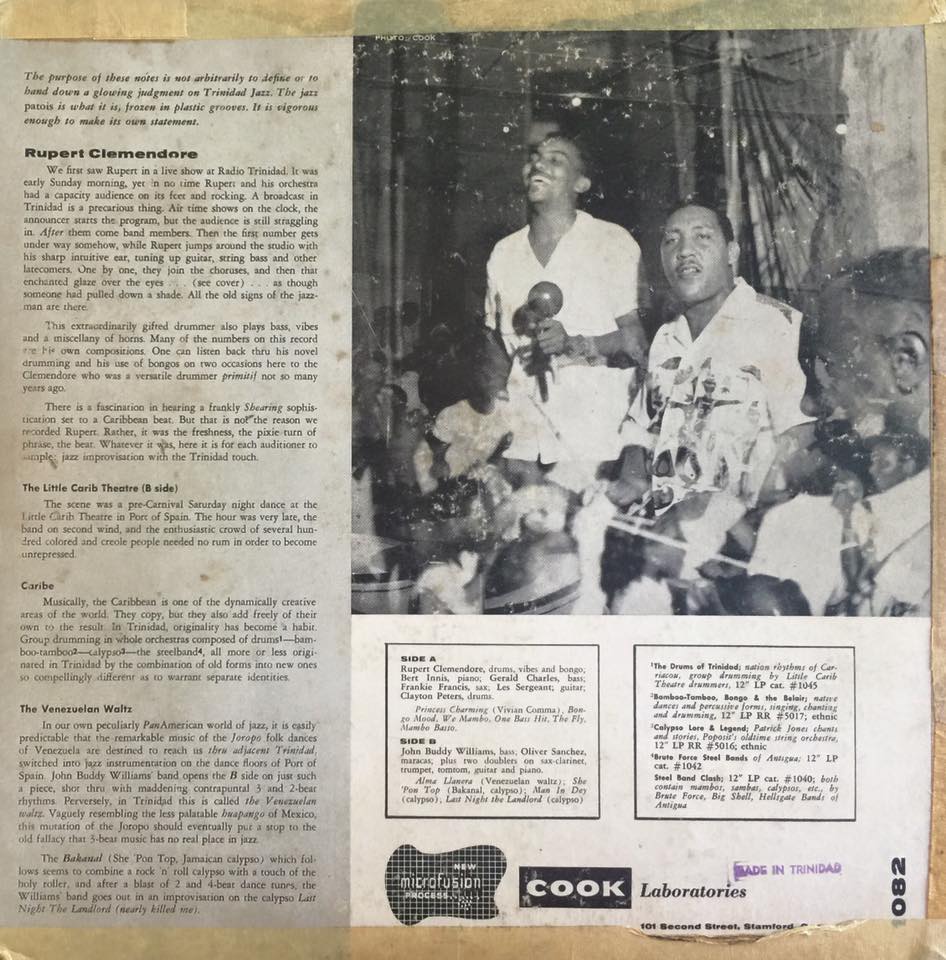 PHOTO: COOK
The purpose of these notes is not arbitrarily to define or to
hand down a glowing judgment on Trinidad Jazz. The jazz
patois is what it is, frozen in plastic grooves. It is vigorous
enough to make its own statement.
Rupert Clemendore
We first saw Rupert in a live show at Radio Trinidad. It was
early Sunday morning, yet in no time Rupert and his orchestra
had a capacity audience on its feet and rocking. A broadcast in
Trinidad is a precarious thing. Air time shows on the clock, the
announcer starts the program, but the audience is still straggling
in. After them come band members. Then the first number gets
under way somehow, while Rupert jumps around the studio with
his sharp intuitive ear, tuning up guitar, string bass and other
latecomers. One by one, they join the choruses, and then that
enchanted glaze over the eyes . . . (see cover) . . . as though
someone had pulled down a shade. All the old signs of the jazz-
man are there.
This extraordinarily gifted drummer also plays bass, vibes
and a miscellany of horns. Many of the numbers on this record
are his own compositions. One can listen back thru his novel
drumming and his use of bongos on two occasions here to the
Clemendore who was a versatile drummer primitif not so many
years ago.
There is a fascination in hearing a frankly Shearing sophis-
tication set to a Caribbean beat. But that is not the reason we
recorded Rupert. Rather, it was the freshness, the pixie turn of
phrase, the beat. Whatever it was, here it is for each auditioner to
sample: jazz improvisation with the Trinidad touch.
The Little Carib Theatre (B side)
The scene was a pre-Carnival Saturday night dance at the
Little Carib Theatre in Port of Spain. The hour was very late, the
band on second wind, and the enthusiastic crowd of several hun-
dred colored and creole people needed no rum in order to become
unrepressed.
Caribe
Musically, the Caribbean is one of the dynamically creative
areas of the world. They copy, but they also add freely of their
own to the result. In Trinidad, originality has become a habit.
Group drumming in whole orchestras composed of drums1—bam-
boo-tamboo2—calypso3—the steelband4, all more or less origi-
nated in Trinidad by the combination of old forms into new ones
so compellingly different as to warrant separate identities.
The Venezuelan Waltz
In our own peculiarly PanAmerican world of jazz, it is easily
predictable that the remarkable music of the Joropo folk dances
of Venezuela are destined to reach us thru adjacent Trinidad,
switched into jazz instrumentation on the dance floors of Port of
Spain. John Buddy Williams' band opens the B side on just such
a piece, shot thru with maddening contrapuntal 3 and 2-beat
rhythms. Perversely, in Trinidad this is called the Venezuelan
waltz. Vaguely resembling the less palatable huapango of Mexico,
this mutation of the Joropo should eventually put a stop to the
old fallacy that 3-beat music has no real place in jazz.
The Bakanal (She 'Pon Top, Jamaican calypso) which fol-
lows seems to combine a rock 'n' roll calypso with a touch of the
holy roller, and after a blast of 2 and 4-beat dance tunes, the
Williams' band goes out in an improvisation on the calypso Last
Night The Landlord (nearly killed me).
SIDE A
Rupert Clemendore, drums, vibes and bongo;
Bert Innis, piano; Gerald Charles, bass;
Frankie Francis, sax; Les Sergeant; guitar;
Clayton Peters, drums.
Princess Charming (Vivian Comma), Bon-
go Mood, We Mambo, One Bass Hit, The Fly,
Mambo Basso.
SIDE B
John Buddy Williams, bass; Oliver Sanchez,
maracas; plus two doublers on sax-clarinet,
trumpet, tomtom, guitar and piano.
Alma Llanera (Venezuelan waltz); She
'Pon Top (Bakanal, calypso); Man In Dey
(calypso); Last Night the Landlord (calypso)
1The Drums of Trinidad; nation rhythms of Car-
riacou, group drumming by Little Carib
Theatre drummers, 12" LP cat. #1045
2Bamboo-Tamboo, Bongo & the Belair; native
dances and percussive forms, singing, chanting
and drumming, 12" LP RR #5017; ethnic
3Calypso Lore & Legend; Patrick Jones chants
and stories, Poposit's oldtime string orchestra,
12" LP RR #5016; ethnic
4Brute Force Steel Bands of Antigua; 12" LP
cat. #1042
Steel Band Clash; 12" LP cat. #1040; both
contain mambos, sambas, calypsos, etc., by
Brute Force, Big Shell, Hellsgate Bands of
Antigua
NEW
microfusion
PROCESS
COOK Laboratories
MADE IN TRINIDAD
101 Second Street, Stamford
1082